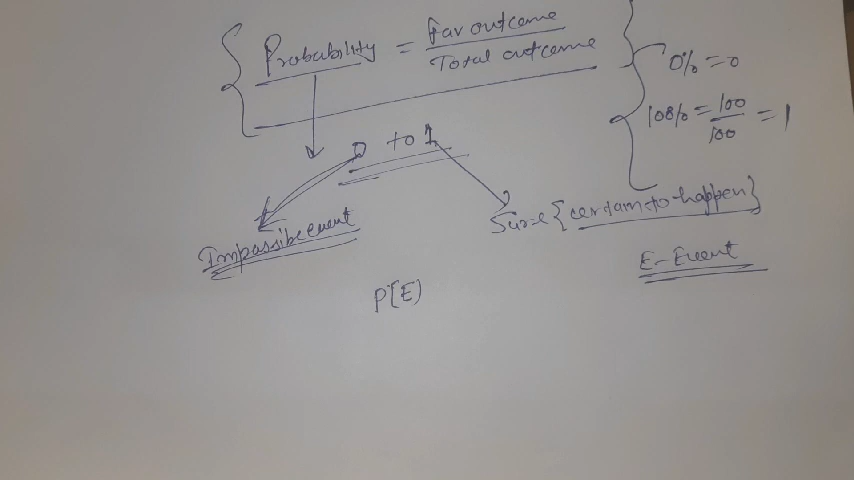 Probability = Fav outcome
Total outcome
0% = 0
100% = 100
100 = 1
0 to 1
Impossible event
Sure {certain to happen}
E - Event
P[E)